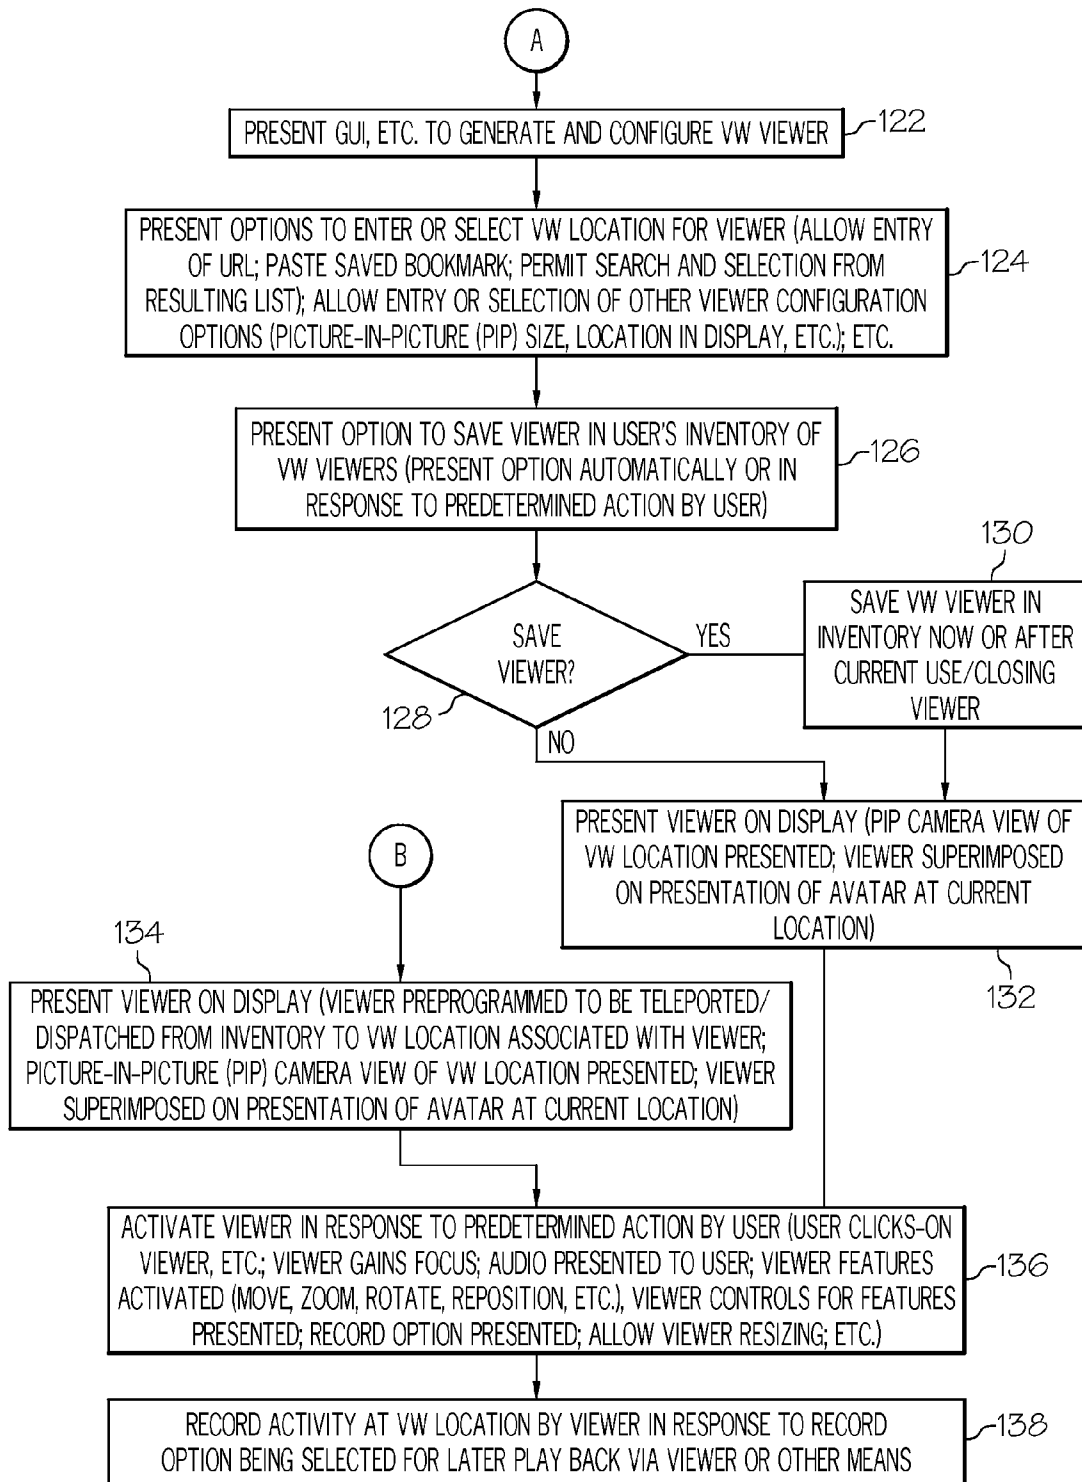 A
PRESENT GUI, ETC. TO GENERATE AND CONFIGURE VW VIEWER
122
PRESENT OPTIONS TO ENTER OR SELECT VW LOCATION FOR VIEWER (ALLOW ENTRY
OF URL; PASTE SAVED BOOKMARK; PERMIT SEARCH AND SELECTION FROM
RESULTING LIST); ALLOW ENTRY OR SELECTION OF OTHER VIEWER CONFIGURATION
OPTIONS (PICTURE-IN-PICTURE (PIP) SIZE, LOCATION IN DISPLAY, ETC.); ETC.
124
PRESENT OPTION TO SAVE VIEWER IN USER'S INVENTORY OF
VW VIEWERS (PRESENT OPTION AUTOMATICALLY OR IN
RESPONSE TO PREDETERMINED ACTION BY USER)
126
SAVE
VIEWER?
128
YES
NO
130
SAVE VW VIEWER IN
INVENTORY NOW OR AFTER
CURRENT USE/CLOSING
VIEWER
PRESENT VIEWER ON DISPLAY (PIP CAMERA VIEW OF
VW LOCATION PRESENTED; VIEWER SUPERIMPOSED
ON PRESENTATION OF AVATAR AT CURRENT
LOCATION)
132
B
134
PRESENT VIEWER ON DISPLAY (VIEWER PREPROGRAMMED TO BE TELEPORTED/
DISPATCHED FROM INVENTORY TO VW LOCATION ASSOCIATED WITH VIEWER;
PICTURE-IN-PICTURE (PIP) CAMERA VIEW OF VW LOCATION PRESENTED; VIEWER
SUPERIMPOSED ON PRESENTATION OF AVATAR AT CURRENT LOCATION)
ACTIVATE VIEWER IN RESPONSE TO PREDETERMINED ACTION BY USER (USER CLICKS-ON
VIEWER, ETC.; VIEWER GAINS FOCUS; AUDIO PRESENTED TO USER; VIEWER FEATURES
ACTIVATED (MOVE, ZOOM, ROTATE, REPOSITION, ETC.), VIEWER CONTROLS FOR FEATURES
PRESENTED; RECORD OPTION PRESENTED; ALLOW VIEWER RESIZING; ETC.)
136
RECORD ACTIVITY AT VW LOCATION BY VIEWER IN RESPONSE TO RECORD
OPTION BEING SELECTED FOR LATER PLAY BACK VIA VIEWER OR OTHER MEANS
138